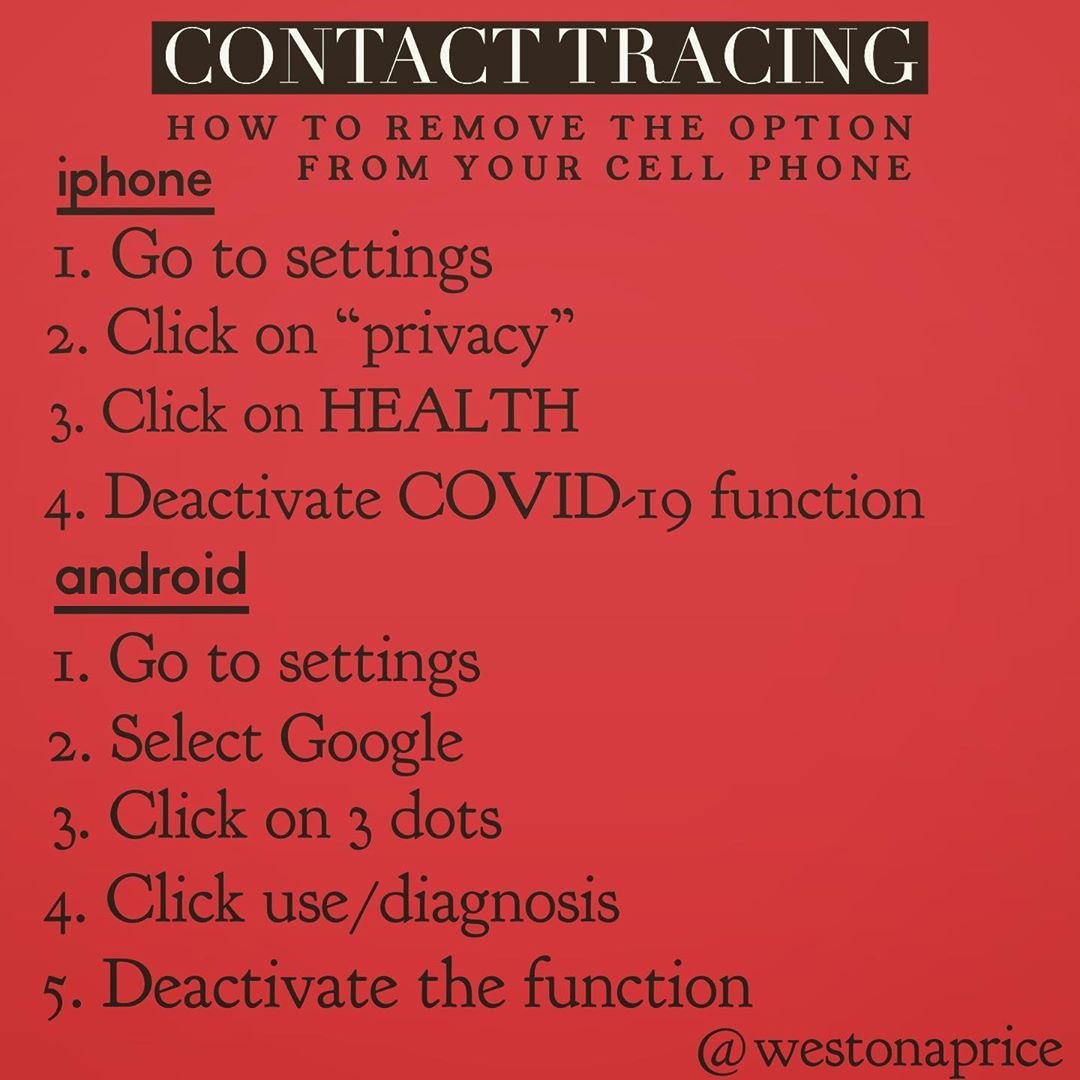 CONTACT TRACING
HOW TO REMOVE THE OPTION
FROM YOUR CELL PHONE
iphone
1. Go to settings
2. Click on “privacy”
3. Click on HEALTH
4. Deactivate COVID-19 function
android
1. Go to settings
2. Select Google
3. Click on 3 dots
4. Click use/diagnosis
5. Deactivate the function
@westonaprice